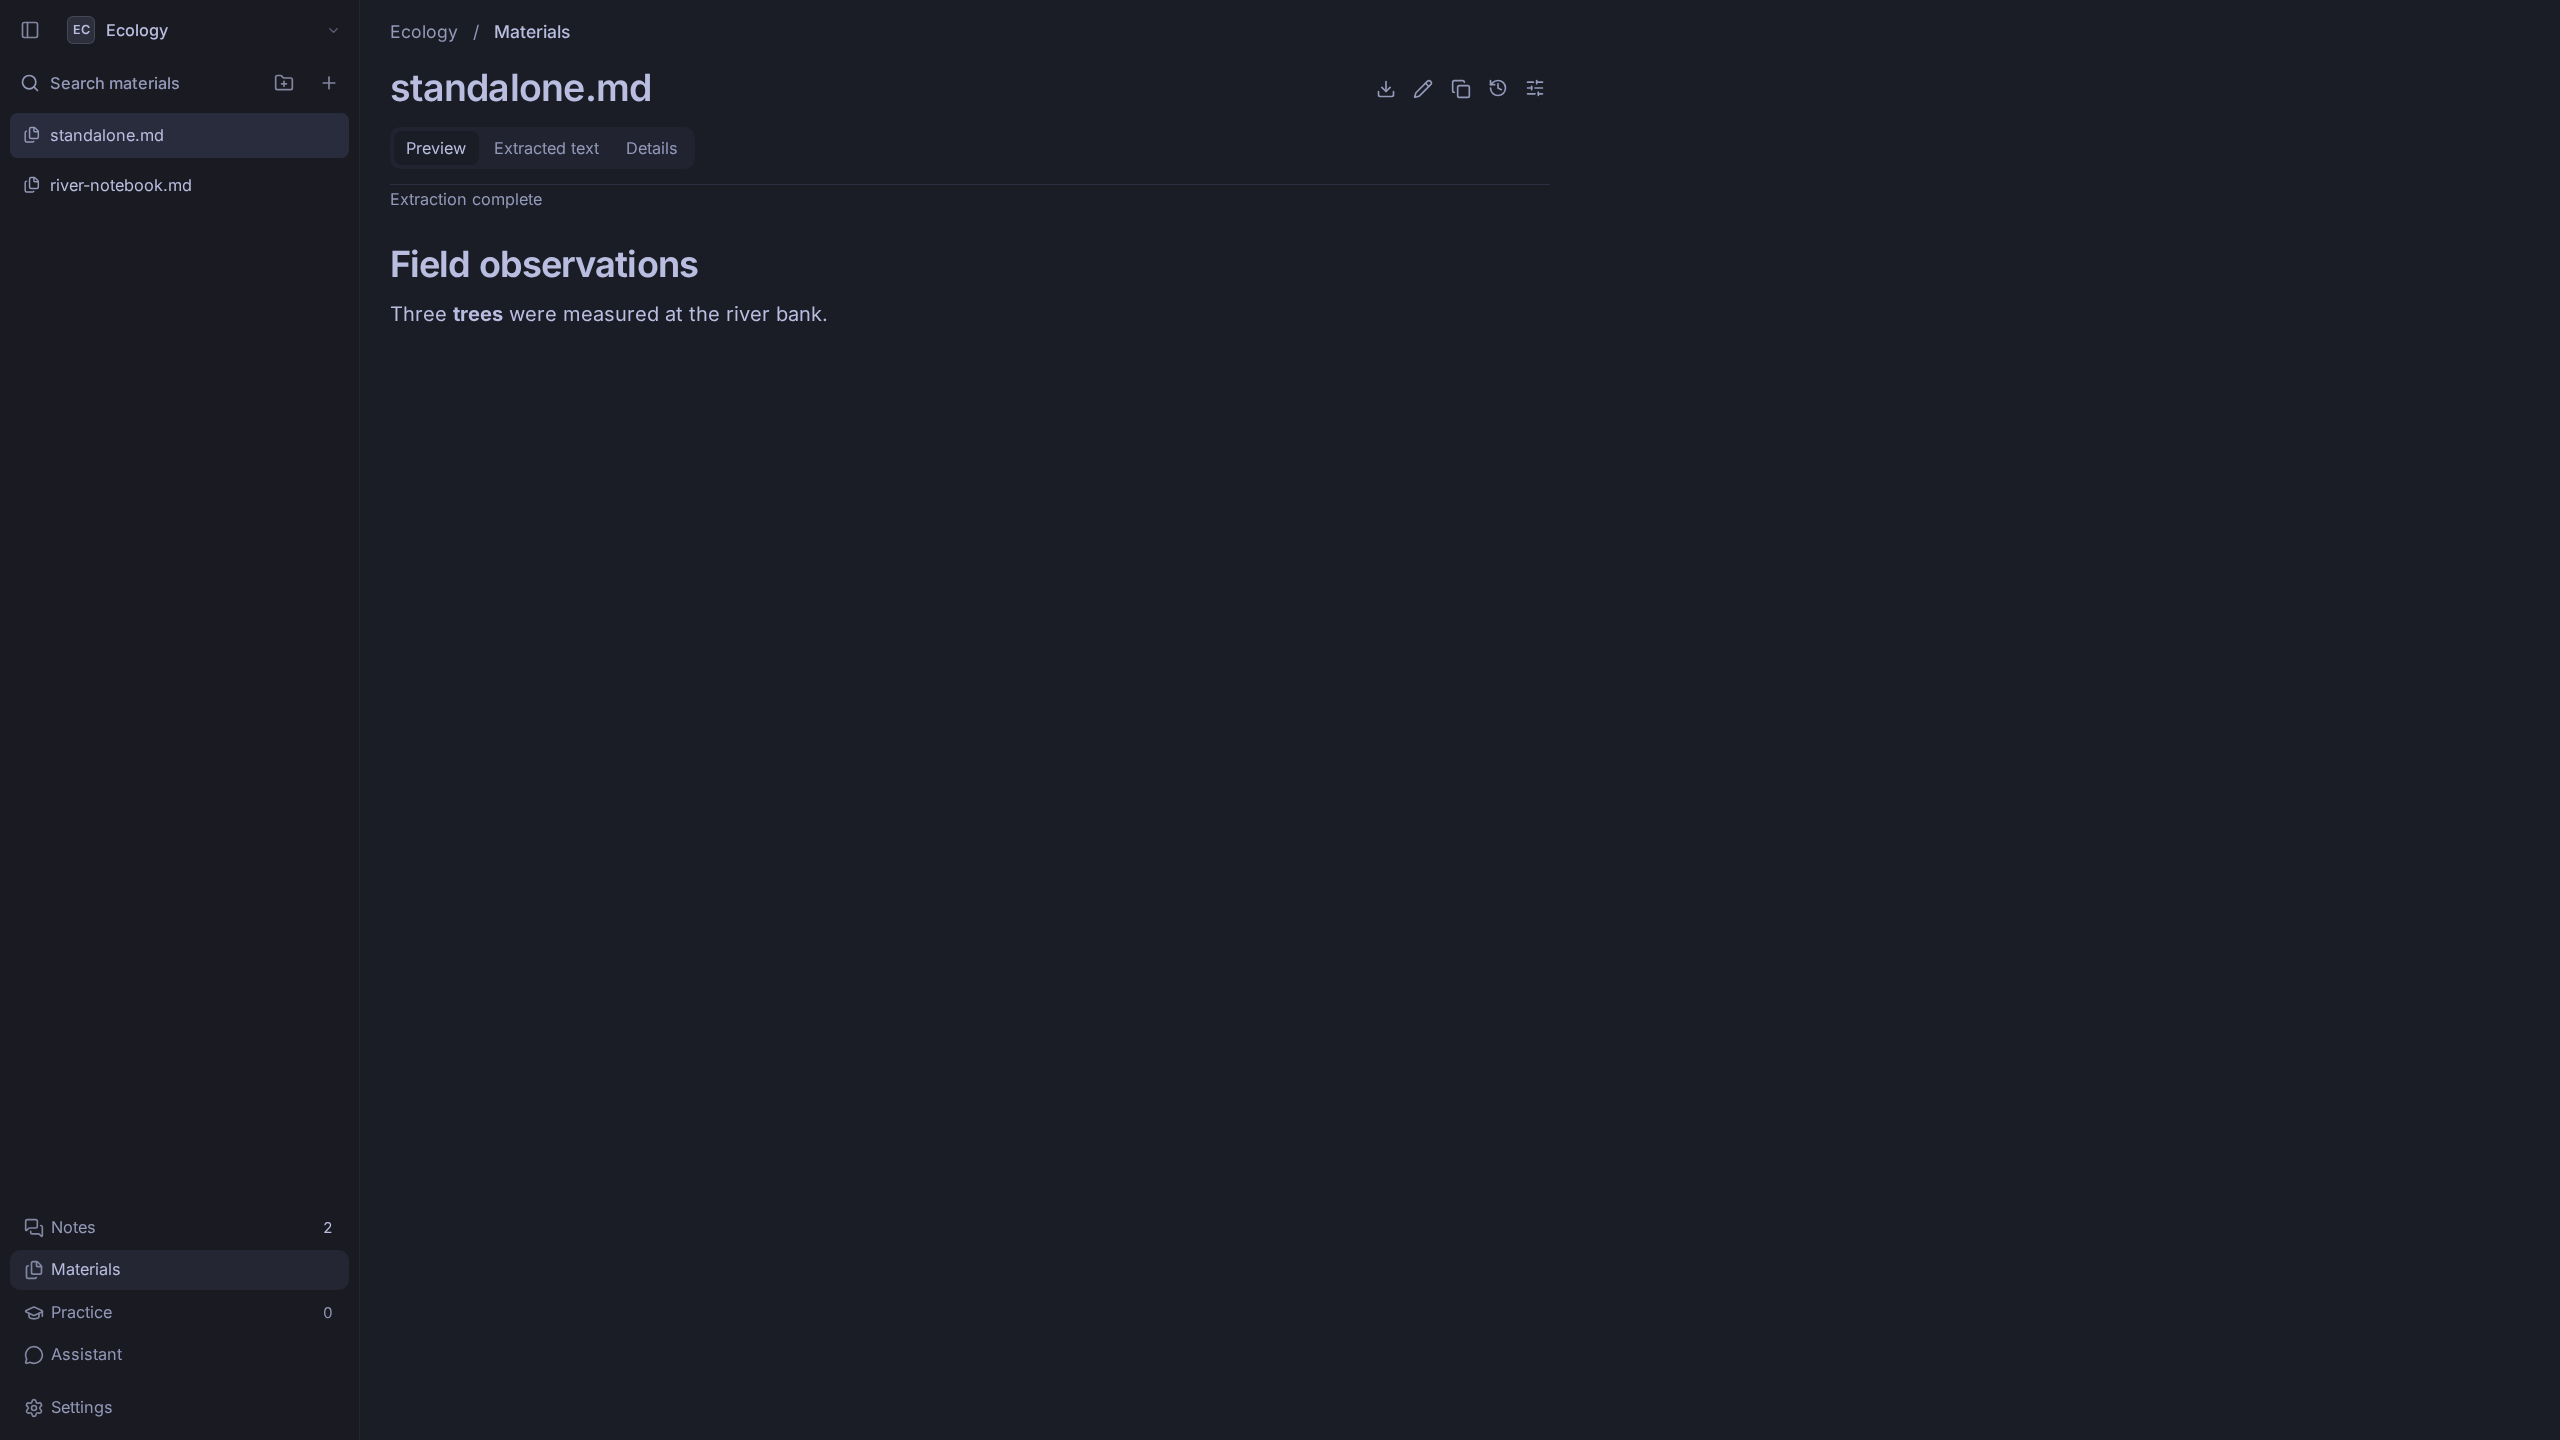 EC Ecology
Search materials
standalone.md
river-notebook.md
Notes 2
Materials
Practice 0
Assistant
Settings
Ecology / Materials
standalone.md
Preview Extracted text Details
Extraction complete
Field observations
Three trees were measured at the river bank.